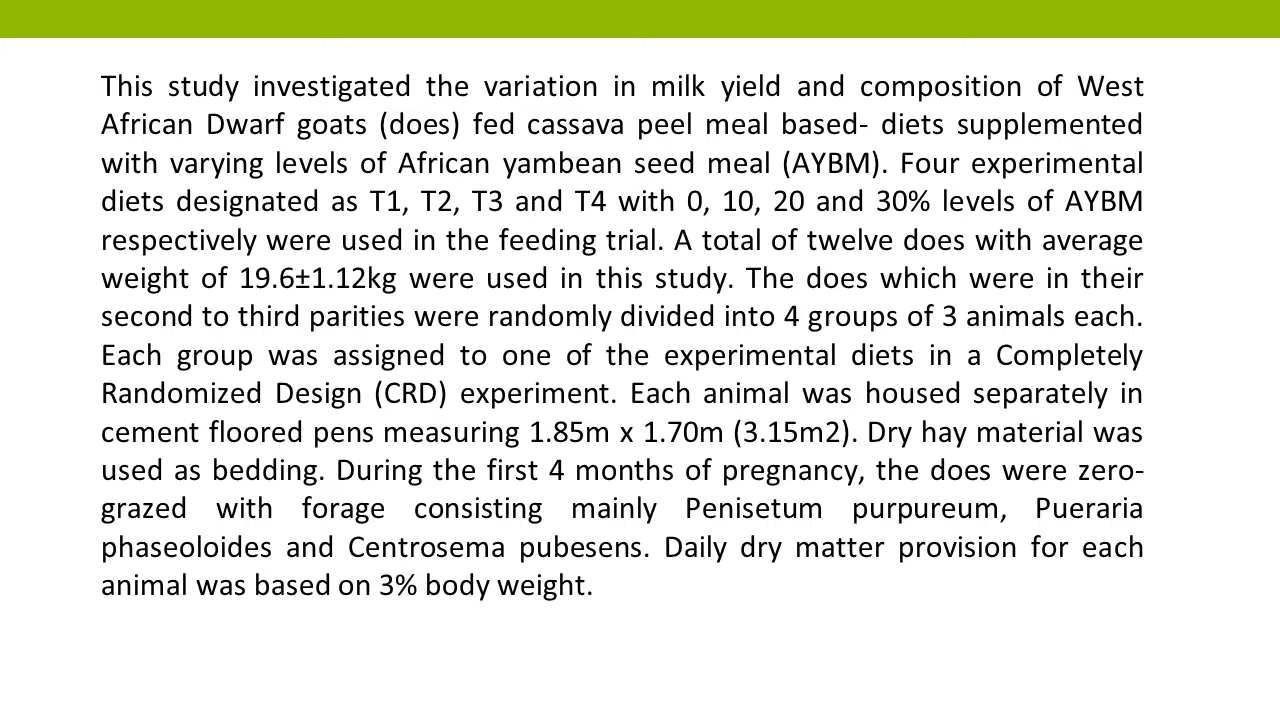 This study investigated the variation in milk yield and composition of West
African Dwarf goats (does) fed cassava peel meal based- diets supplemented
with varying levels of African yambean seed meal (AYBM). Four experimental
diets designated as T1, T2, T3 and T4 with 0, 10, 20 and 30% levels of AYBM
respectively were used in the feeding trial. A total of twelve does with average
weight of 19.6±1.12kg were used in this study. The does which were in their
second to third parities were randomly divided into 4 groups of 3 animals each.
Each group was assigned to one of the experimental diets in a Completely
Randomized Design (CRD) experiment. Each animal was housed separately in
cement floored pens measuring 1.85m x 1.70m (3.15m2). Dry hay material was
used as bedding. During the first 4 months of pregnancy, the does were zero-
grazed with forage consisting mainly Penisetum purpureum, Pueraria
phaseoloides and Centrosema pubesens. Daily dry matter provision for each
animal was based on 3% body weight.